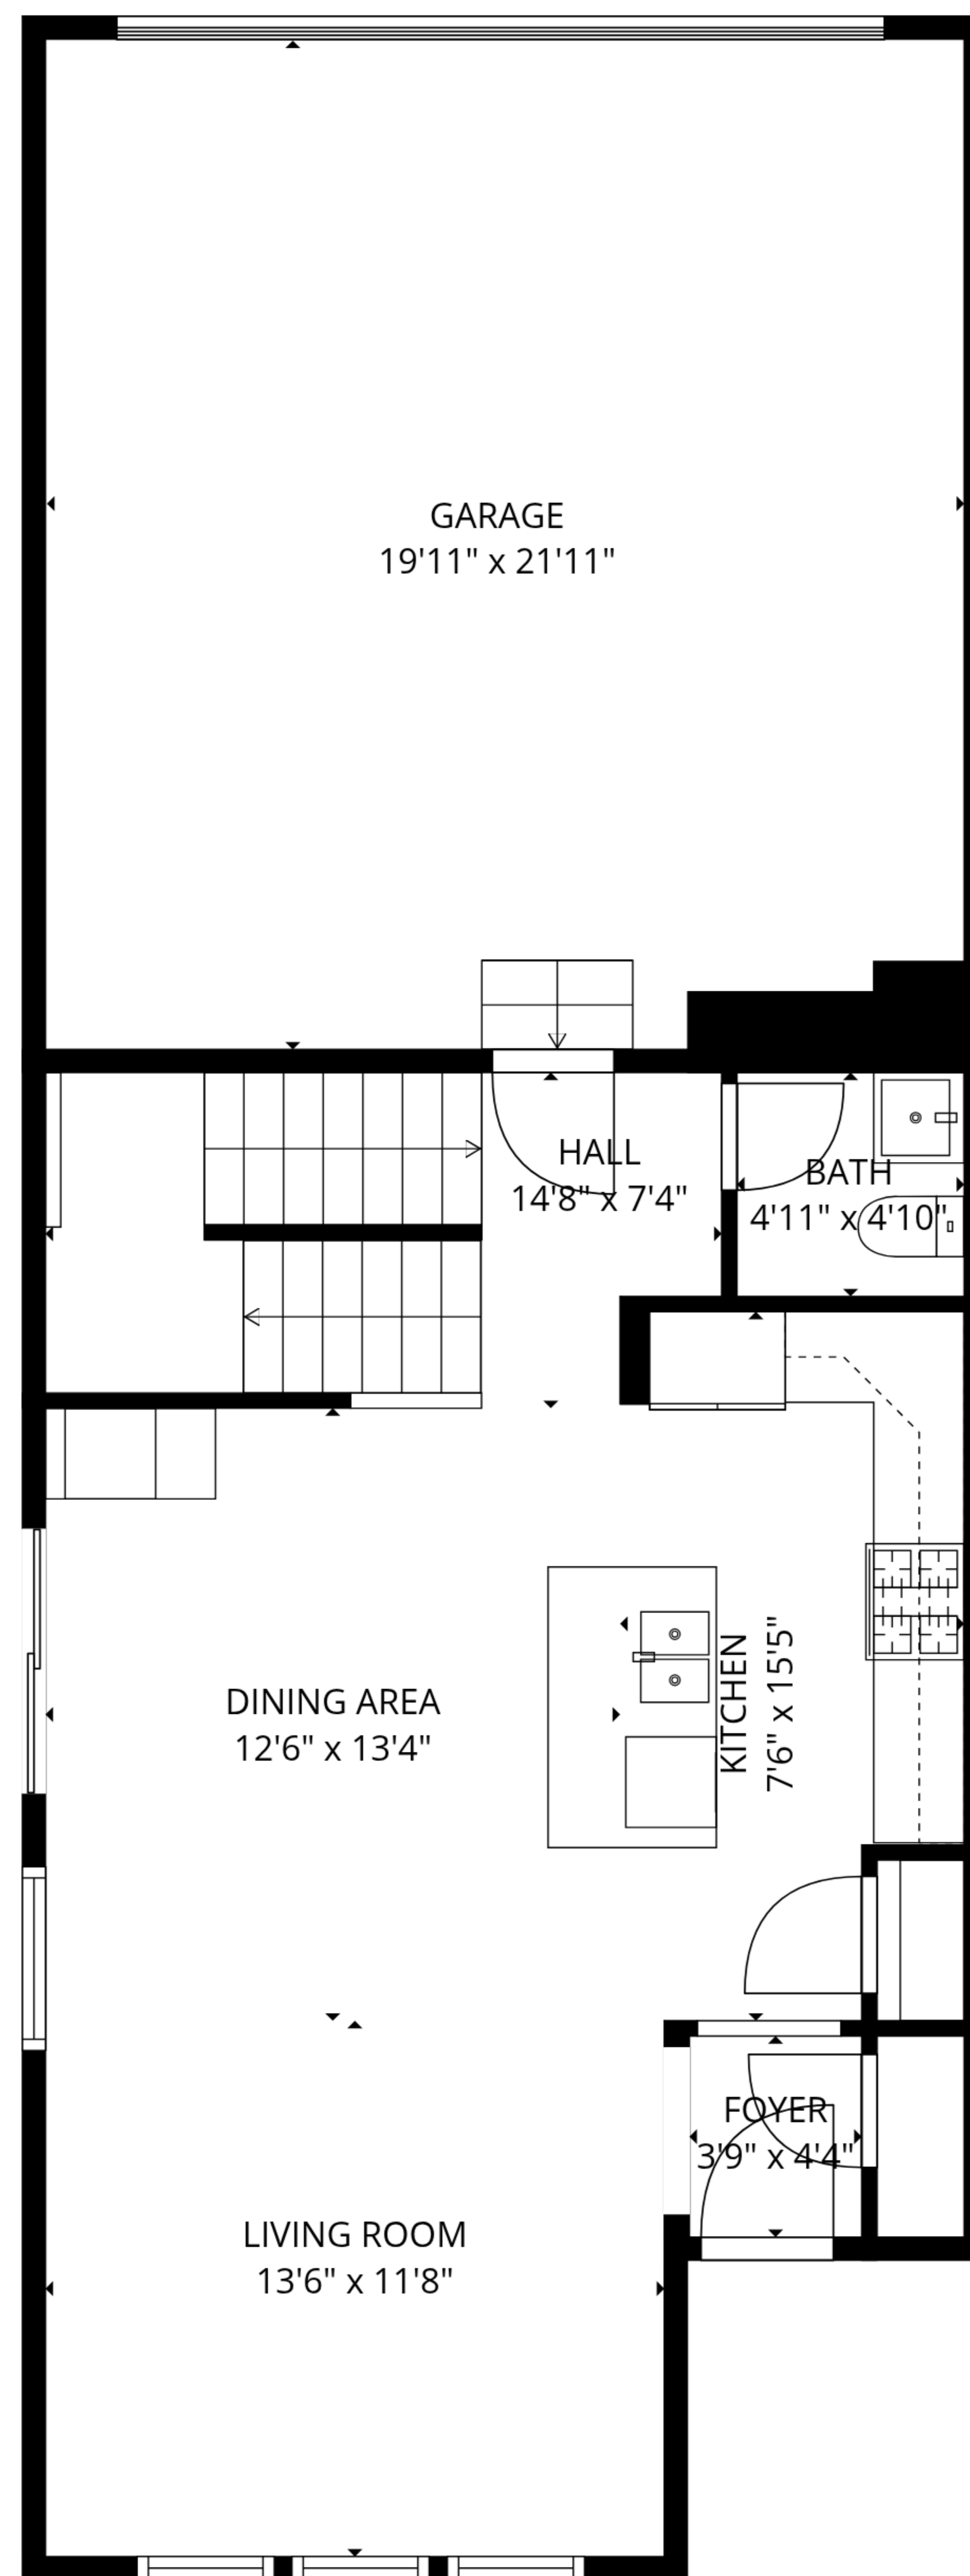 GARAGE
19'11" x 21'11"
HALL
14'8" x 7'4"
BATH
4'11" x 4'10"
DINING AREA
12'6" x 13'4"
KITCHEN
7'6" x 15'5"
FOYER
3'9" x 4'4"
LIVING ROOM
13'6" x 11'8"